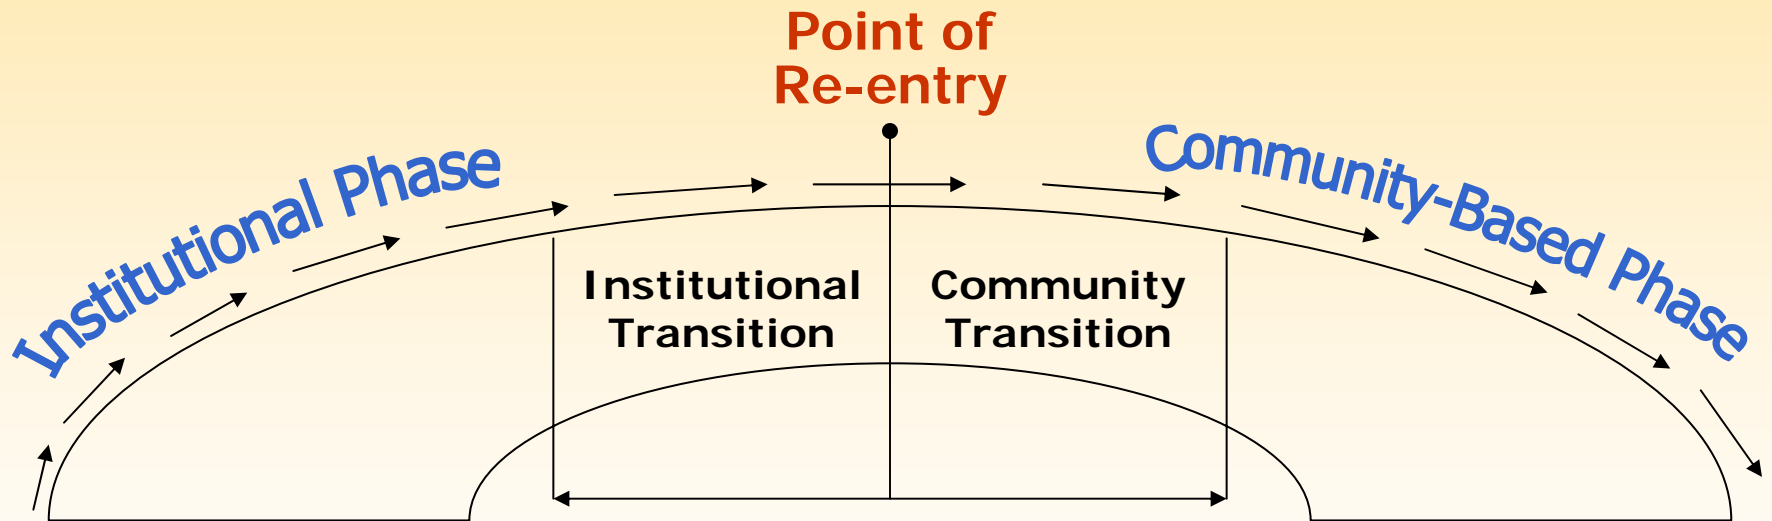 Point of
Re-entry
Institutional Phase
Community-Based Phase
Institutional
Transition
Community
Transition